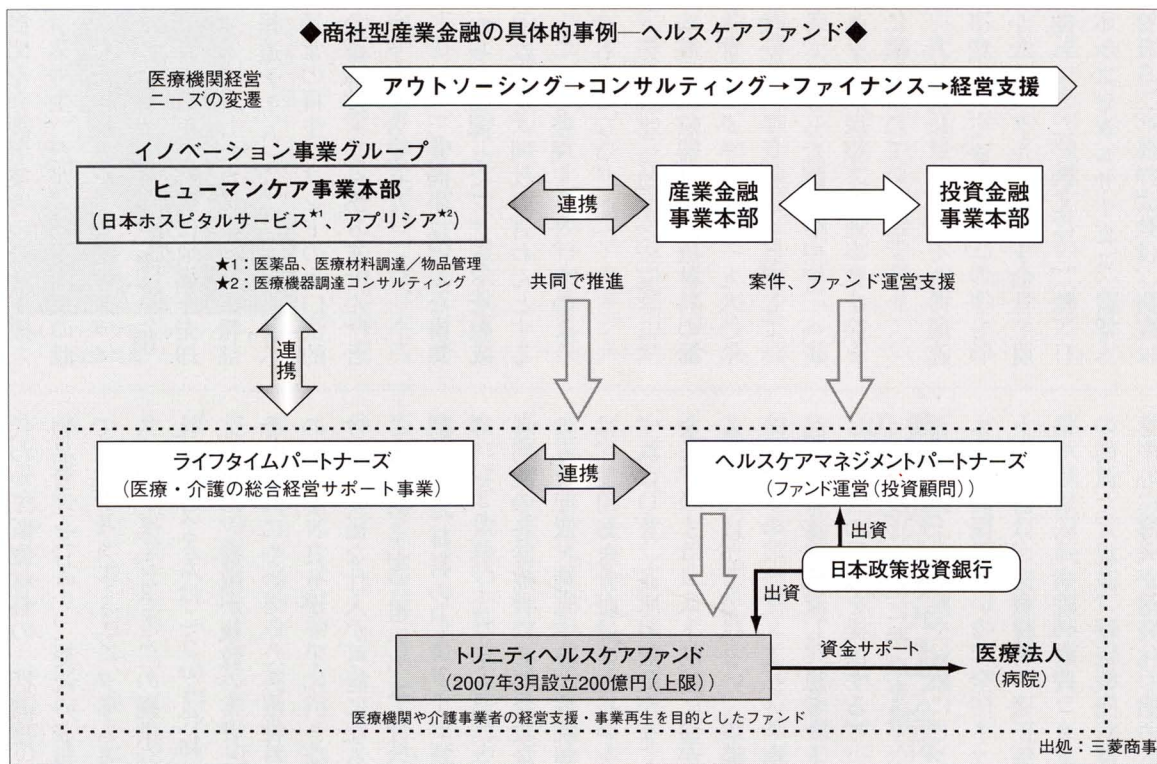 ◆商社型産業金融の具体的事例―ヘルスケアファンド◆
医療機関経営
ニーズの変遷
アウトソーシング→コンサルティング→ファイナンス→経営支援
イノベーション事業グループ
ヒューマンケア事業本部
(日本ホスピタルサービス★1、アプリシア★2)
連携
産業金融
事業本部
投資金融
事業本部
★1:医薬品、医療材料調達/物品管理
★2:医療機器調達コンサルティング
共同で推進
案件、ファンド運営支援
連携
ライフタイムパートナーズ
(医療・介護の総合経営サポート事業)
連携
ヘルスケアマネジメントパートナーズ
(ファンド運営(投資顧問))
出資
日本政策投資銀行
出資
トリニティヘルスケアファンド
(2007年3月設立200億円(上限))
資金サポート
医療法人
(病院)
医療機関や介護事業者の経営支援・事業再生を目的としたファンド
出処:三菱商事